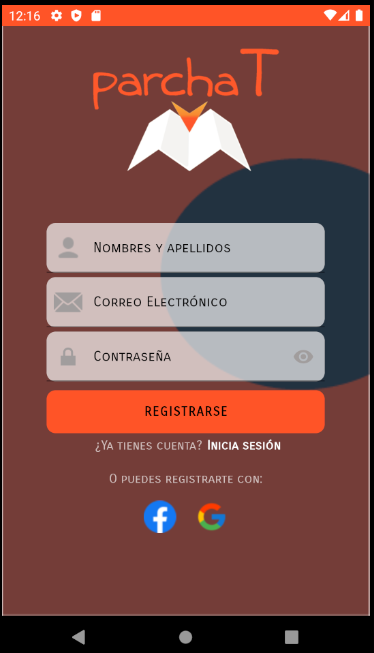 12:16
parchaT
Nombres y apellidos
Correo Electrónico
Contraseña
REGISTRARSE
¿Ya tienes cuenta? Inicia sesión
O puedes registrarte con: